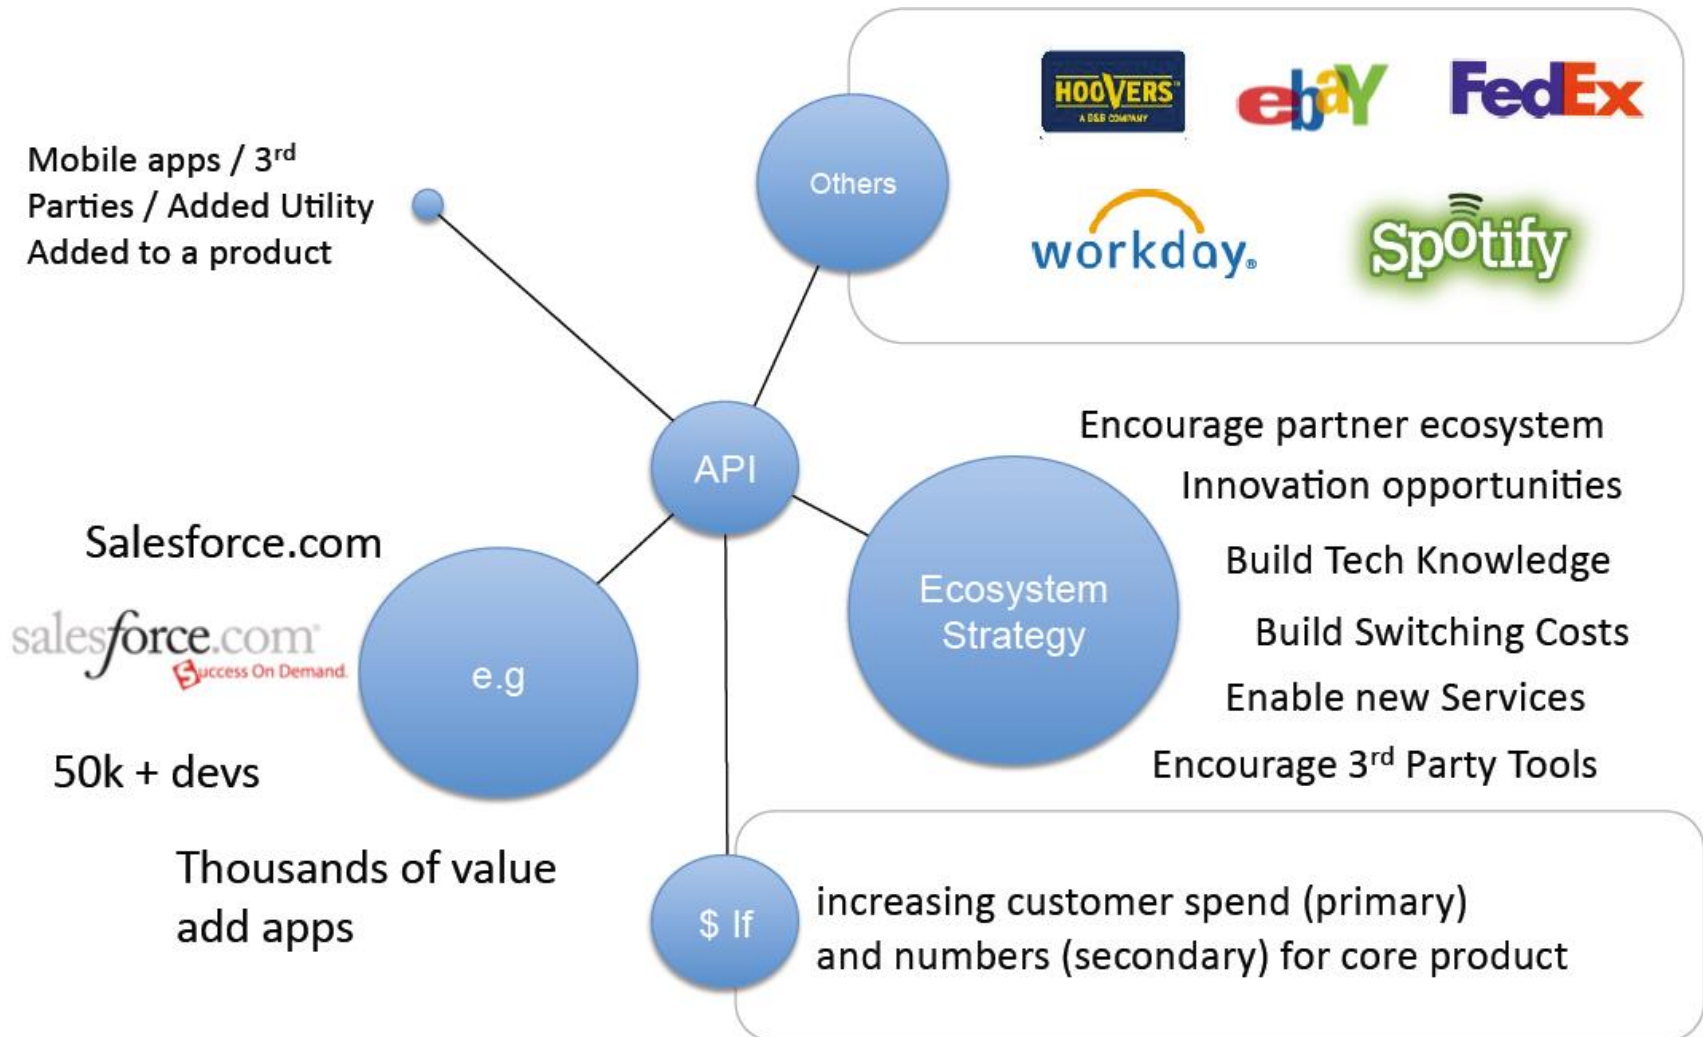 HOOVERS™
A D&B COMPANY
ebaY
FedEx
Others
Mobile apps / 3rd
Parties / Added Utility
Added to a product
workday®
Spotify
API
Encourage partner ecosystem
Innovation opportunities
Salesforce.com
Build Tech Knowledge
Ecosystem
Strategy
Build Switching Costs
salesforce.com®
Success On Demand.
e.g
Enable new Services
50k + devs
Encourage 3rd Party Tools
Thousands of value
add apps
$ If
increasing customer spend (primary)
and numbers (secondary) for core product